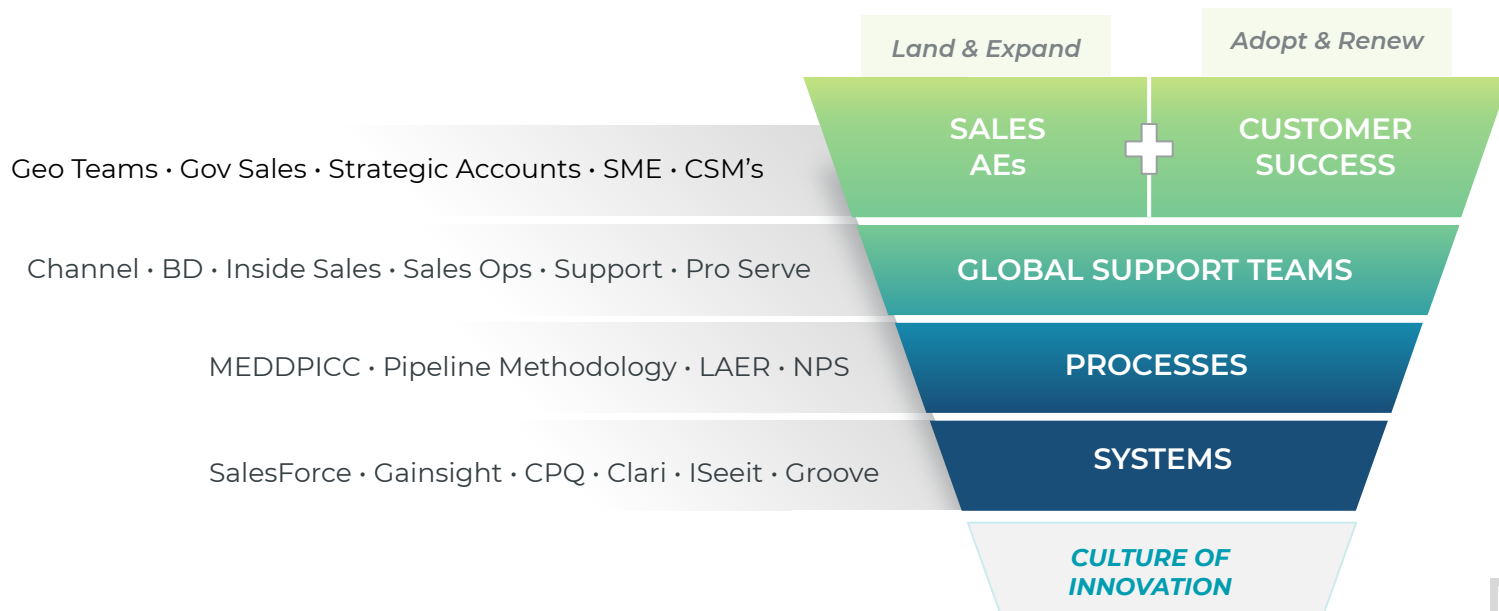 Land & Expand
Adopt & Renew
SALES
AEs
CUSTOMER
SUCCESS
Geo Teams • Gov Sales • Strategic Accounts • SME • CSM’s
Channel • BD • Inside Sales • Sales Ops • Support • Pro Serve
GLOBAL SUPPORT TEAMS
MEDDPICC • Pipeline Methodology • LAER • NPS
PROCESSES
SalesForce • Gainsight • CPQ • Clari • ISeeit • Groove
SYSTEMS
CULTURE OF
INNOVATION